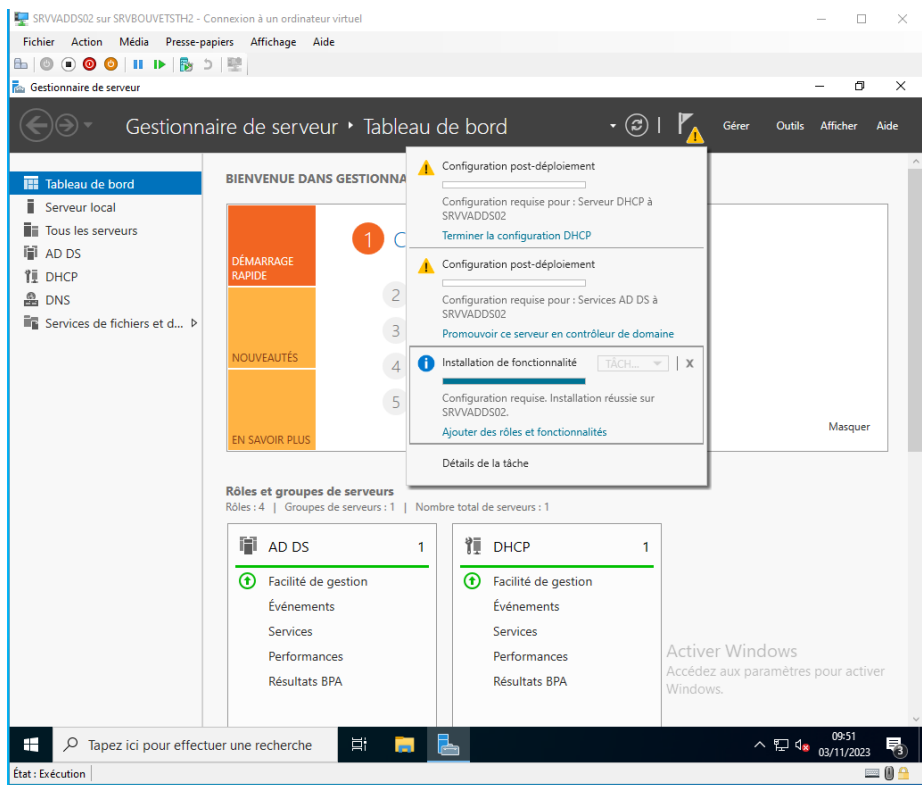 SRVVADDS02 sur SRVBOUVETSTH2 - Connexion à un ordinateur virtuel
Fichier Action Média Presse-papiers Affichage Aide
Gestionnaire de serveur
Gestionnaire de serveur Tableau de bord
Gérer Outils Afficher Aide
Tableau de bord
Serveur local
Tous les serveurs
AD DS
DHCP
DNS
Services de fichiers et d...
BIENVENUE DANS GESTIONNA
DÉMARRAGE
RAPIDE
NOUVEAUTÉS
EN SAVOIR PLUS
1 C
2
3
4
5
Configuration post-déploiement
Configuration requise pour : Serveur DHCP à
SRVVADDS02
Terminer la configuration DHCP
Configuration post-déploiement
Configuration requise pour : Services AD DS à
SRVVADDS02
Promouvoir ce serveur en contrôleur de domaine
Installation de fonctionnalité TÂCH... X
Configuration requise. Installation réussie sur
SRVVADDS02.
Ajouter des rôles et fonctionnalités
Détails de la tâche
Masquer
Rôles et groupes de serveurs
Rôles : 4 | Groupes de serveurs : 1 | Nombre total de serveurs : 1
AD DS 1
Facilité de gestion
Événements
Services
Performances
Résultats BPA
DHCP 1
Facilité de gestion
Événements
Services
Performances
Résultats BPA
Activer Windows
Accédez aux paramètres pour activer
Windows.
Tapez ici pour effectuer une recherche
09:51
03/11/2023
3
État : Exécution